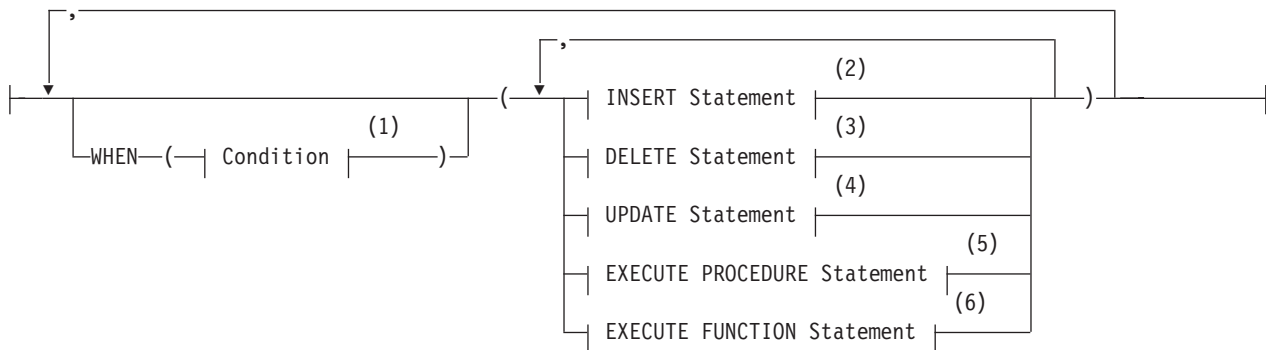 ,
,
(2)
( INSERT Statement )
(1) (3)
WHEN ( Condition ) DELETE Statement
(4)
UPDATE Statement
(5)
EXECUTE PROCEDURE Statement
(6)
EXECUTE FUNCTION Statement